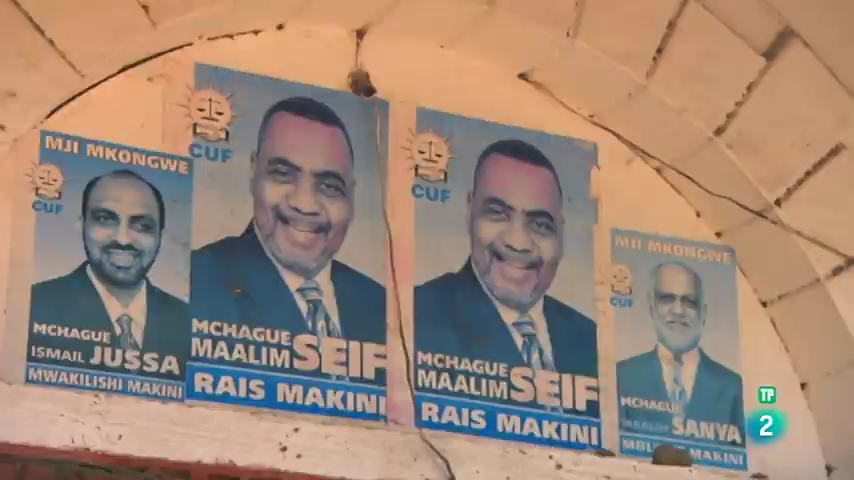 MJI MKONGWE
CUF
MCHAGUE
ISMAIL JUSSA
MWAKILISHI MAKINI
CUF
MCHAGUE
MAALIM SEIF
RAIS MAKINI
CUF
MCHAGUE
MAALIM SEIF
RAIS MAKINI
MJI MKONGWE
CUF
MCHAGUE
SANYA
MAKINI
TP
2